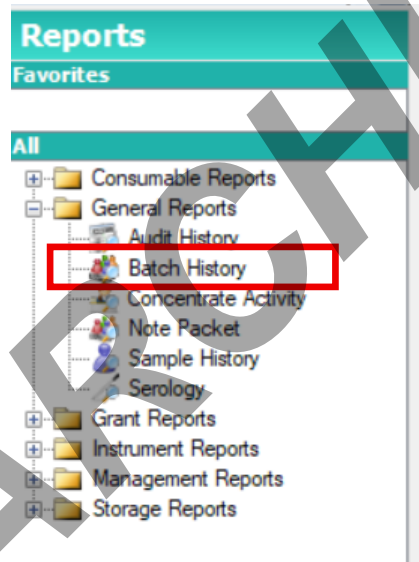 Reports
Favorites
All
Consumable Reports
General Reports
Audit History
Batch History
Concentrate Activity
Note Packet
Sample History
Serology
Grant Reports
Instrument Reports
Management Reports
Storage Reports